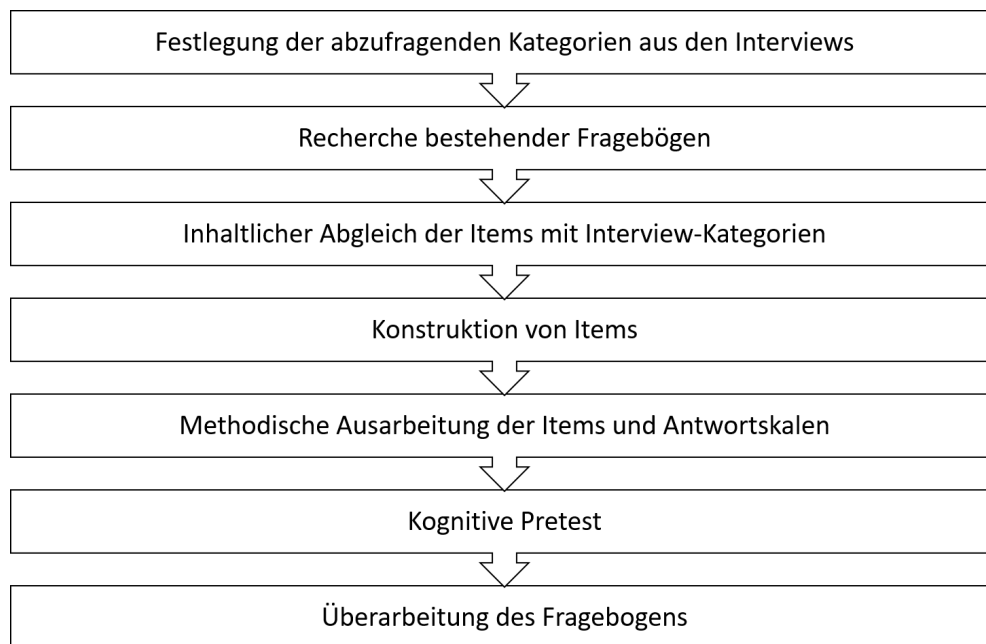 Festlegung der abzufragenden Kategorien aus den Interviews
Recherche bestehender Fragebögen
Inhaltlicher Abgleich der Items mit Interview-Kategorien
Konstruktion von Items
Methodische Ausarbeitung der Items und Antwortskalen
Kognitive Pretest
Überarbeitung des Fragebogens